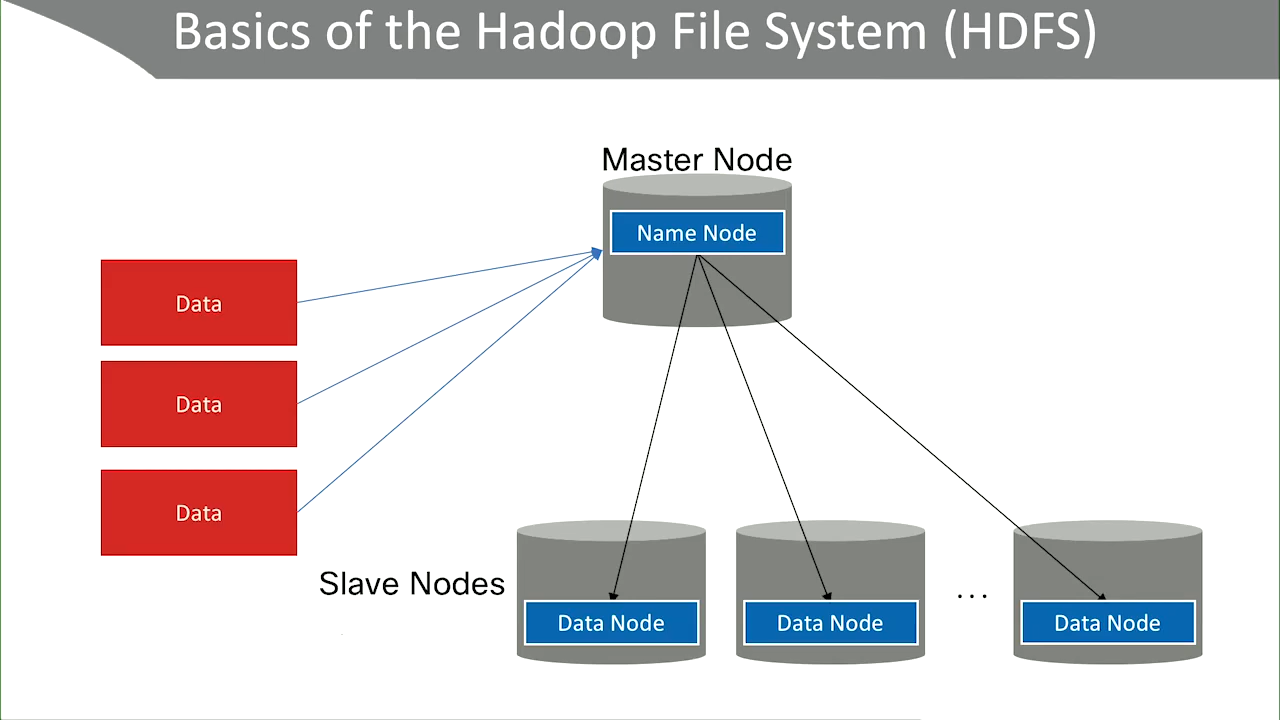 Basics of the Hadoop File System (HDFS)
Master Node
Name Node
Data
Data
Data
Slave Nodes
Data Node
Data Node
...
Data Node